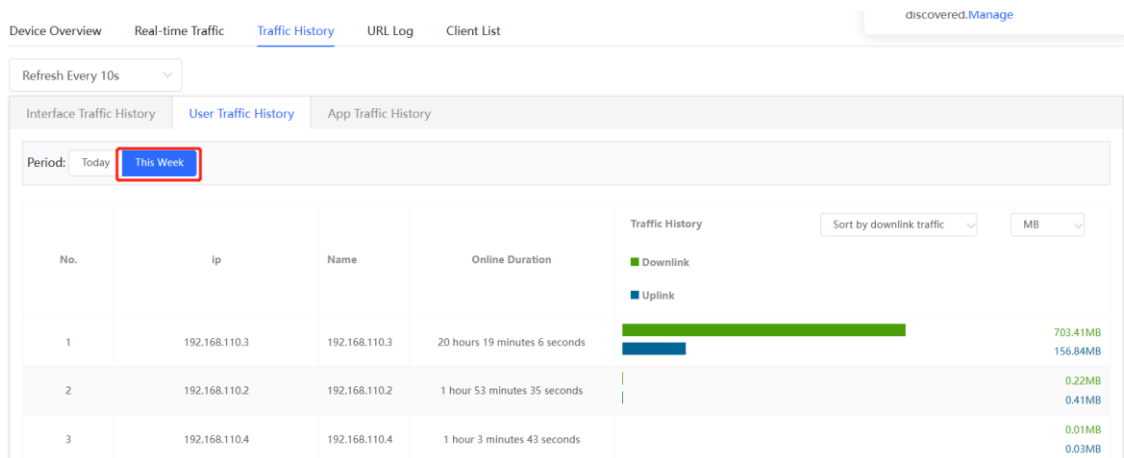 discovered.Manage
Device Overview Real-time Traffic Traffic History URL Log Client List
Refresh Every 10s
Interface Traffic History User Traffic History App Traffic History
Period: Today This Week
Traffic History Sort by downlink traffic MB
No. ip Name Online Duration Downlink
Uplink
1 192.168.110.3 192.168.110.3 20 hours 19 minutes 6 seconds 703.41MB
156.84MB
2 192.168.110.2 192.168.110.2 1 hour 53 minutes 35 seconds 0.22MB
0.41MB
3 192.168.110.4 192.168.110.4 1 hour 3 minutes 43 seconds 0.01MB
0.03MB